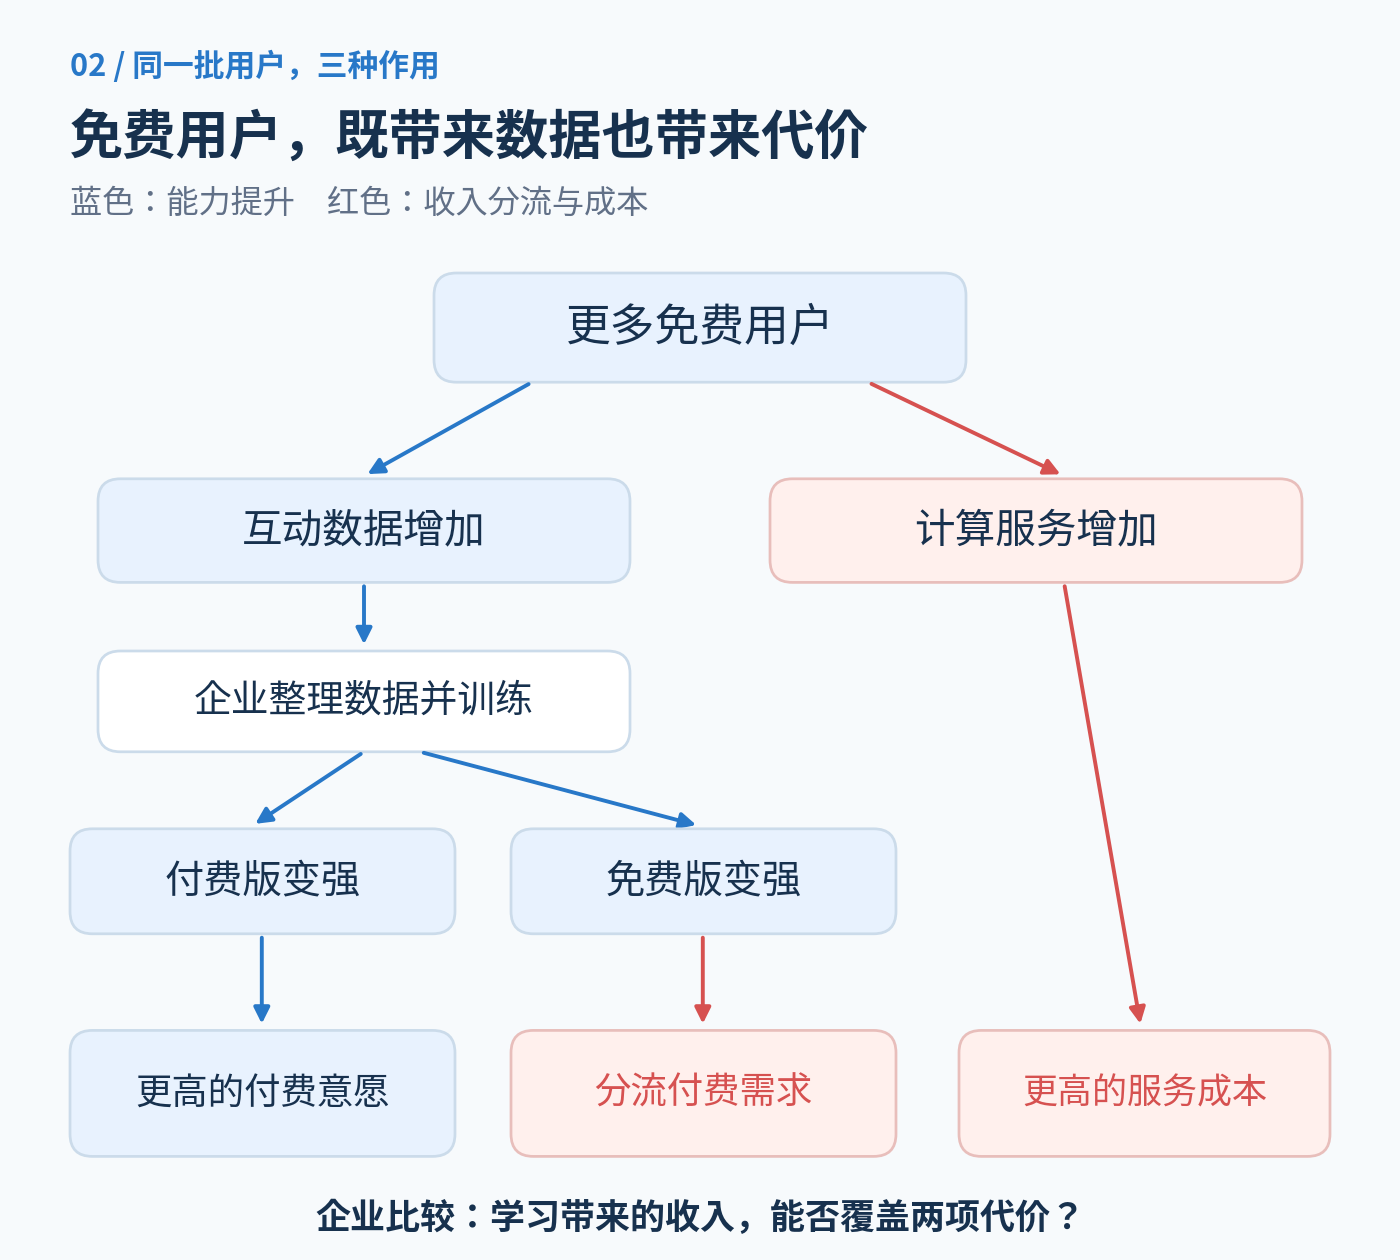 02 / 同一批用户，三种作用
免费用户，既带来数据也带来代价
蓝色：能力提升　红色：收入分流与成本
更多免费用户
互动数据增加
计算服务增加
企业整理数据并训练
付费版变强
免费版变强
更高的付费意愿
分流付费需求
更高的服务成本
企业比较：学习带来的收入，能否覆盖两项代价？